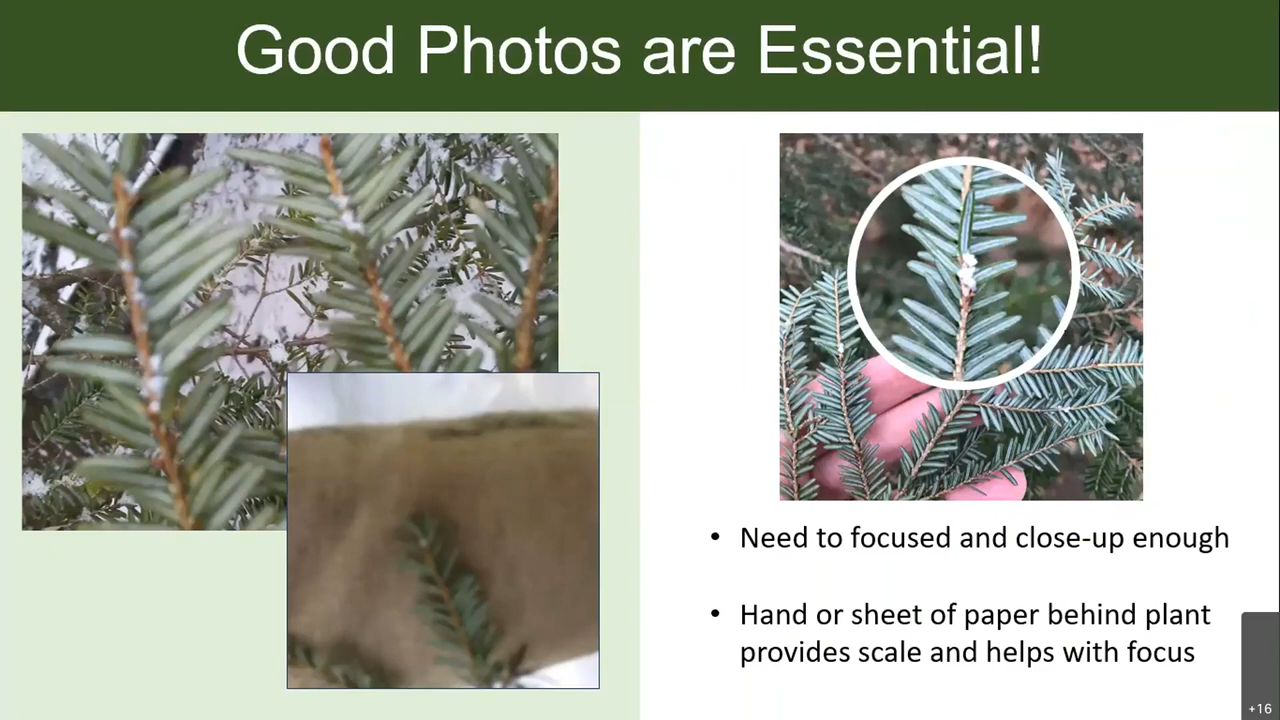 Good Photos are Essential!
• Need to focused and close-up enough
• Hand or sheet of paper behind plant
provides scale and helps with focus
+16